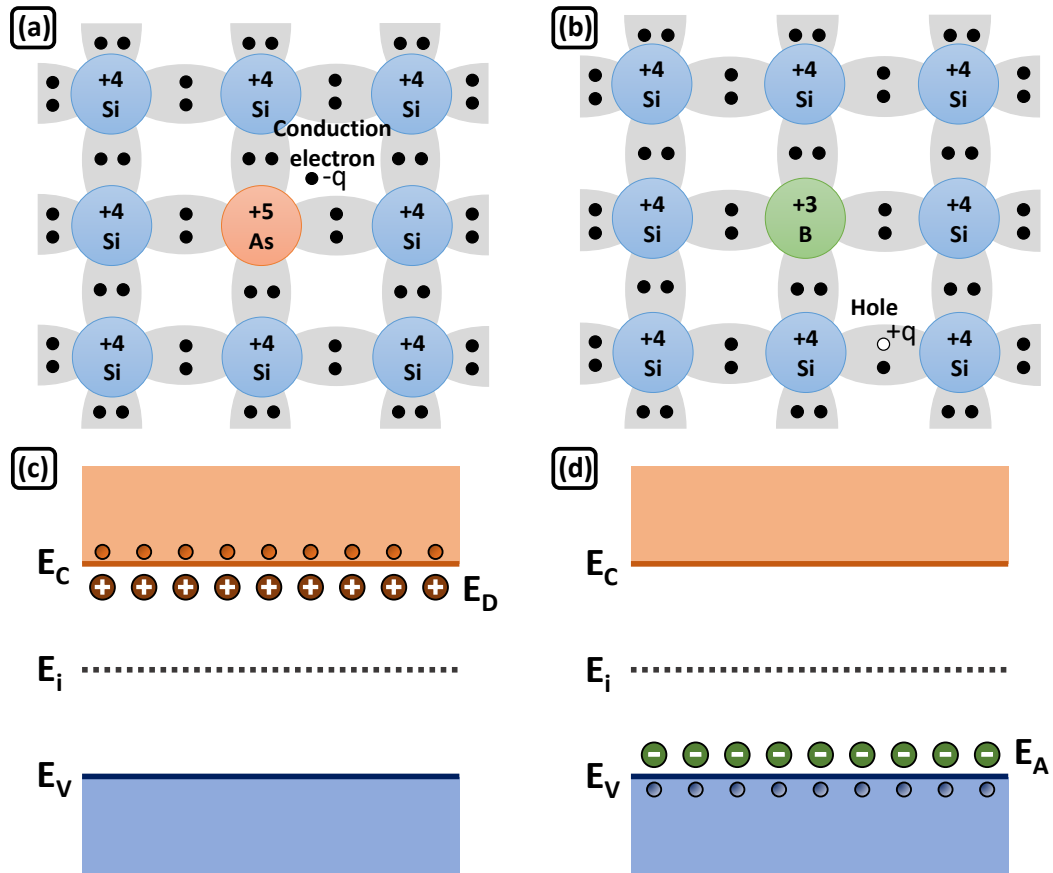 (a)
+4 +4 +4
Si Si Si
Conduction
electron
-q
+4 +5 +4
Si As Si
+4 +4 +4
Si Si Si
(b)
+4 +4 +4
Si Si Si
+4 +3 +4
Si B Si
Hole
+q
+4 +4 +4
Si Si Si
(c)
E_C
+ + + + + + + + +
E_D
E_i
E_V
(d)
E_C
E_i
- - - - - - - - -
E_A
E_V